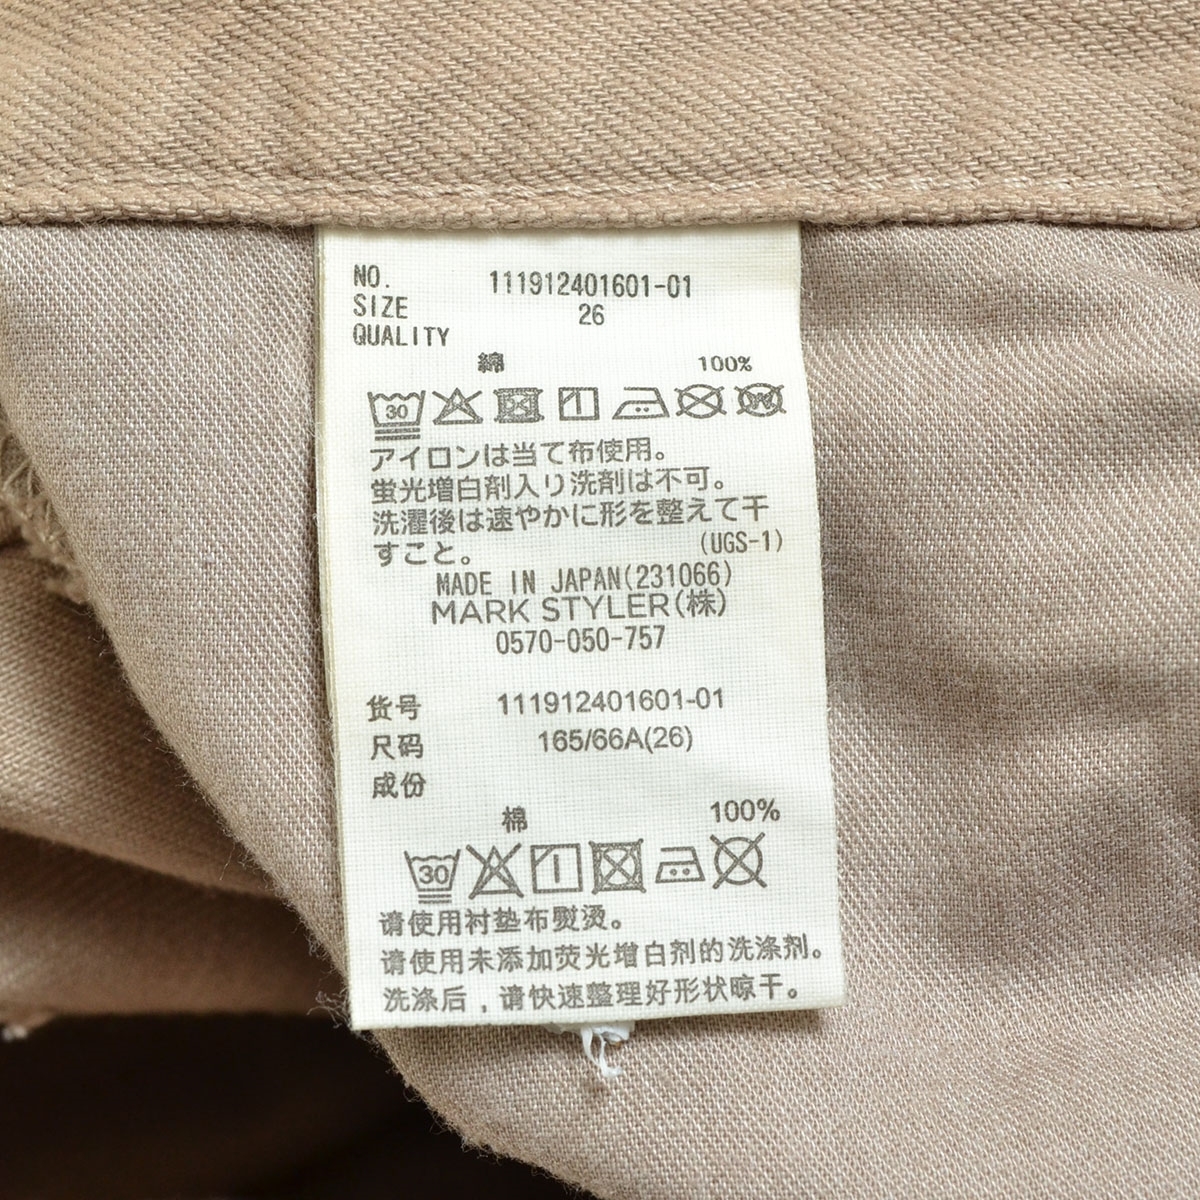 NO. 111912401601-01
SIZE 26
QUALITY
綿 100%
30 W
アイロンは当て布使用。
蛍光増白剤入り洗剤は不可。
洗濯後は速やかに形を整えて干
すこと。 (UGS-1)
MADE IN JAPAN(231066)
MARK STYLER(株)
0570-050-757
货号 111912401601-01
尺码 165/66A(26)
成份
棉 100%
30
请使用衬垫布熨烫。
请使用未添加荧光增白剂的洗涤剂。
洗涤后，请快速整理好形状晾干。